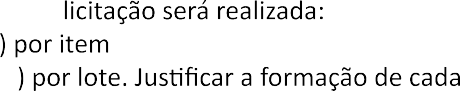 licitação será realizada:
) por item
) por lote. Justificar a formação de cada